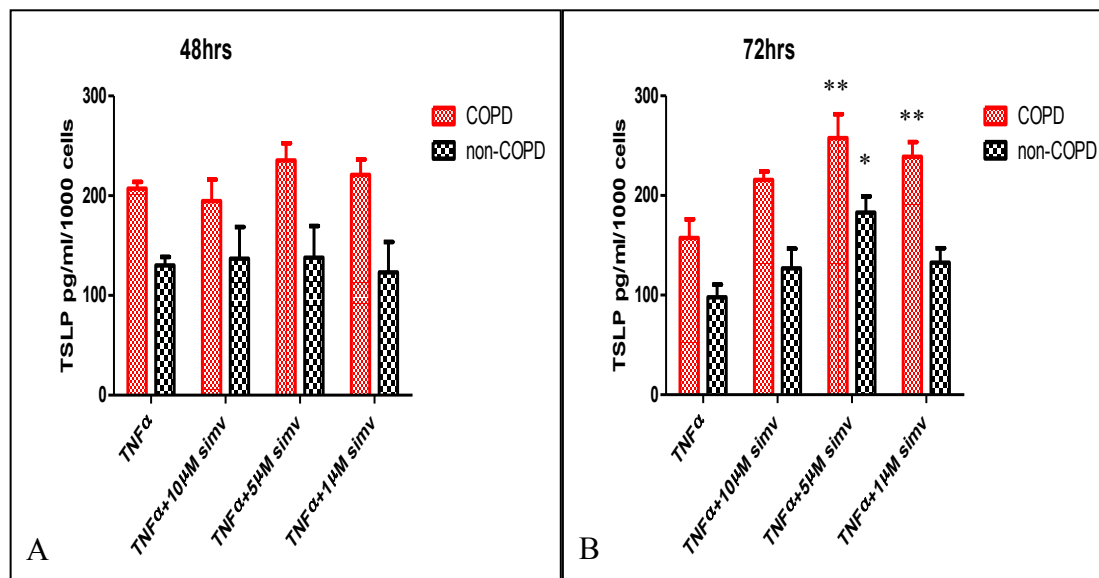 48hrs
TSLP pg/ml/1000 cells
300
200
100
0
COPD
non-COPD
TNFα
TNFα+10µM simv
TNFα+5µM simv
TNFα+1µM simv
A
72hrs
TSLP pg/ml/1000 cells
300
200
100
0
**
*
**
COPD
non-COPD
TNFα
TNFα+10µM simv
TNFα+5µM simv
TNFα+1µM simv
B